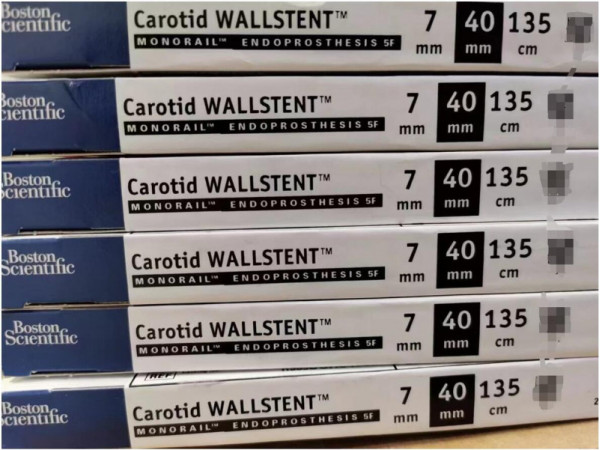 Boston
Scientific
Carotid WALLSTENT™
MONORAIL™ ENDOPROSTHESIS 5F
7 mm
40 mm
135 cm
Boston
Scientific
Carotid WALLSTENT™
MONORAIL™ ENDOPROSTHESIS 5F
7 mm
40 mm
135 cm
Boston
Scientific
Carotid WALLSTENT™
MONORAIL™ ENDOPROSTHESIS 5F
7 mm
40 mm
135 cm
Boston
Scientific
Carotid WALLSTENT™
MONORAIL™ ENDOPROSTHESIS 5F
7 mm
40 mm
135 cm
Boston
Scientific
Carotid WALLSTENT™
MONORAIL™ ENDOPROSTHESIS 5F
7 mm
40 mm
135 cm
REF
Boston
Scientific
Carotid WALLSTENT™
MONORAIL™ ENDOPROSTHESIS 5F
7 mm
40 mm
135 cm